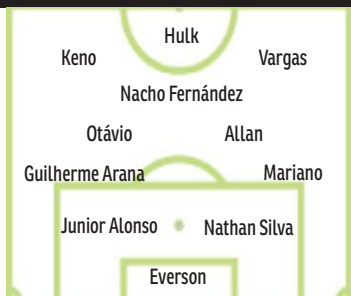 Hulk
Keno Vargas
Nacho Fernández
Otávio Allan
Guilherme Arana Mariano
Junior Alonso Nathan Silva
Everson